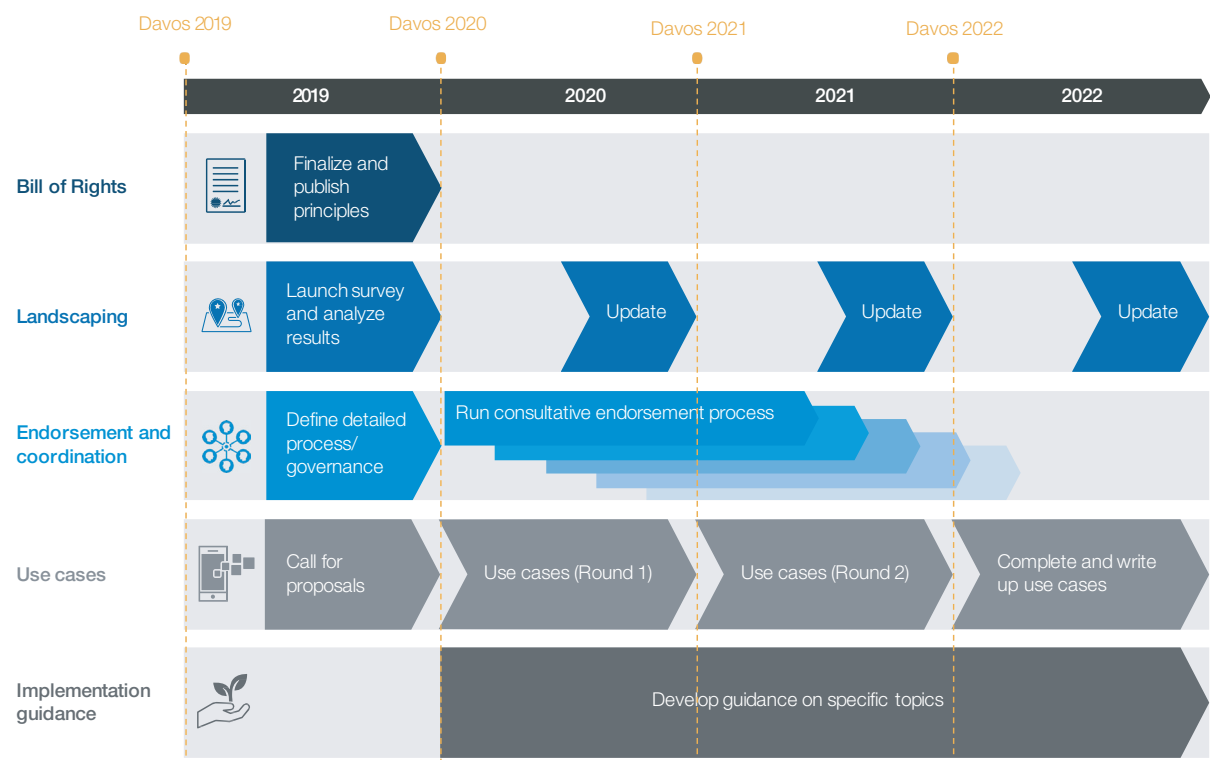 Davos 2019
Davos 2020
Davos 2021
Davos 2022
2019
2020
2021
2022
Bill of Rights
Finalize and
publish
principles
Landscaping
Launch survey
and analyze
results
Update
Update
Update
Endorsement and
coordination
Define detailed
process/
governance
Run consultative endorsement process
Use cases
Call for
proposals
Use cases (Round 1)
Use cases (Round 2)
Complete and write
up use cases
Implementation
guidance
Develop guidance on specific topics